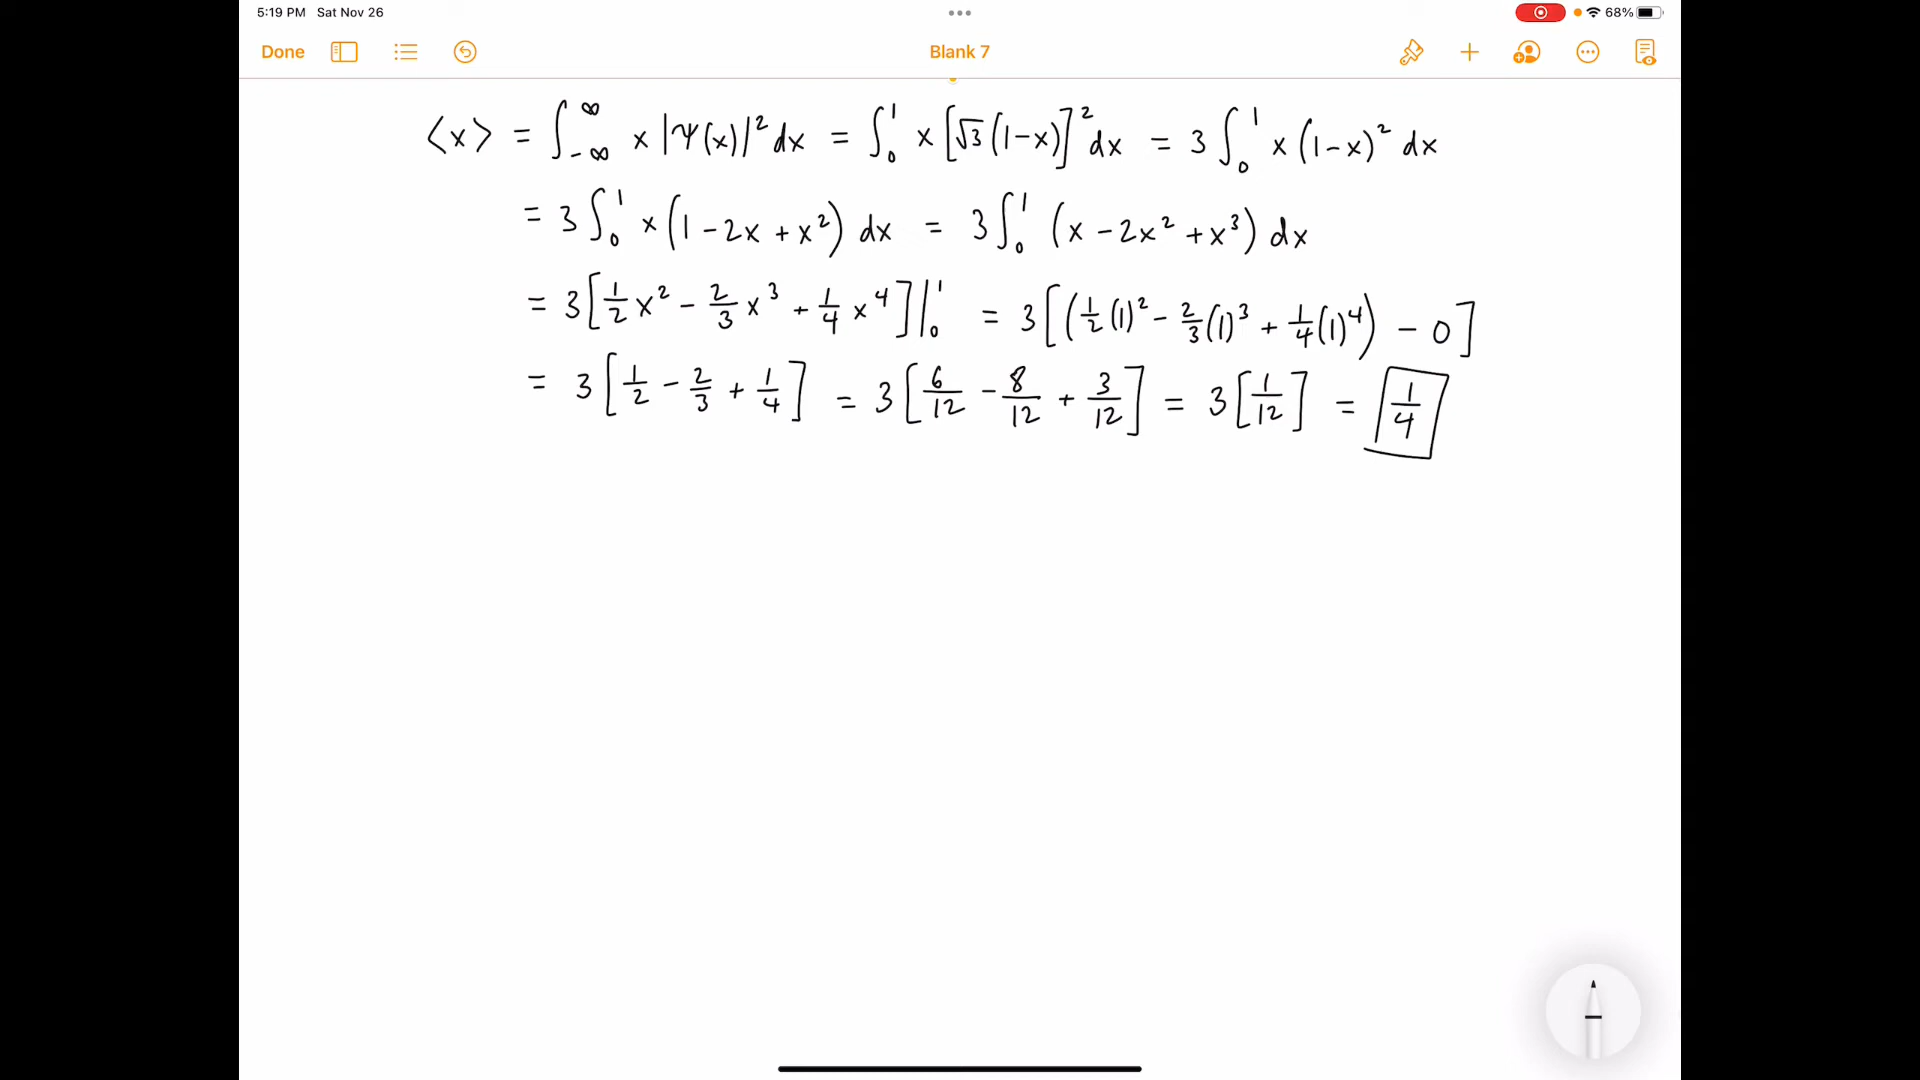 5:19 PM Sat Nov 26
68%
Done
Blank 7
⟨x⟩ = ∫_{-∞}^{∞} x |Ψ(x)|² dx = ∫_0^1 x [√3 (1-x)]² dx = 3 ∫_0^1 x (1-x)² dx
= 3 ∫_0^1 x (1 - 2x + x²) dx = 3 ∫_0^1 (x - 2x² + x³) dx
= 3 [1/2 x² - 2/3 x³ + 1/4 x⁴] |_0^1 = 3 [(1/2 (1)² - 2/3 (1)³ + 1/4 (1)⁴) - 0]
= 3 [1/2 - 2/3 + 1/4] = 3 [6/12 - 8/12 + 3/12] = 3 [1/12] = 1/4